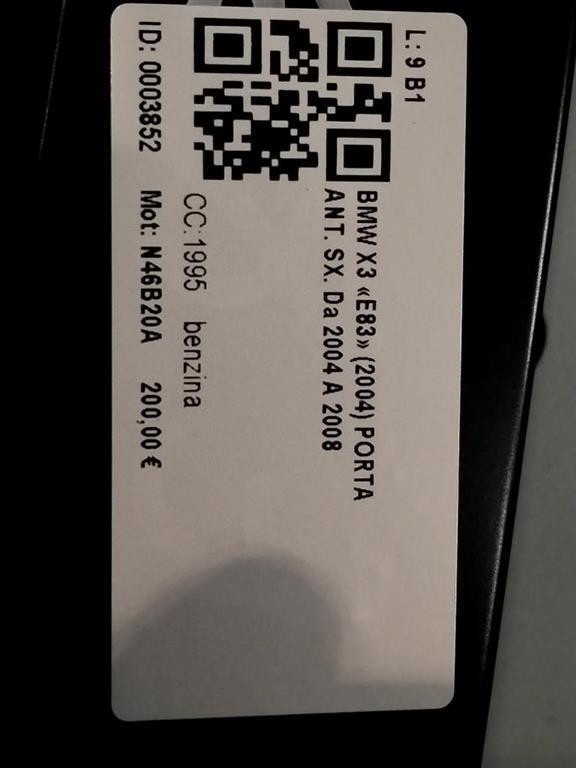 L: 9 B1
BMW X3 «E83» (2004) PORTA
ANT. SX. Da 2004 A 2008
CC:1995 benzina
ID: 0003852 Mot: N46B20A 200,00 €